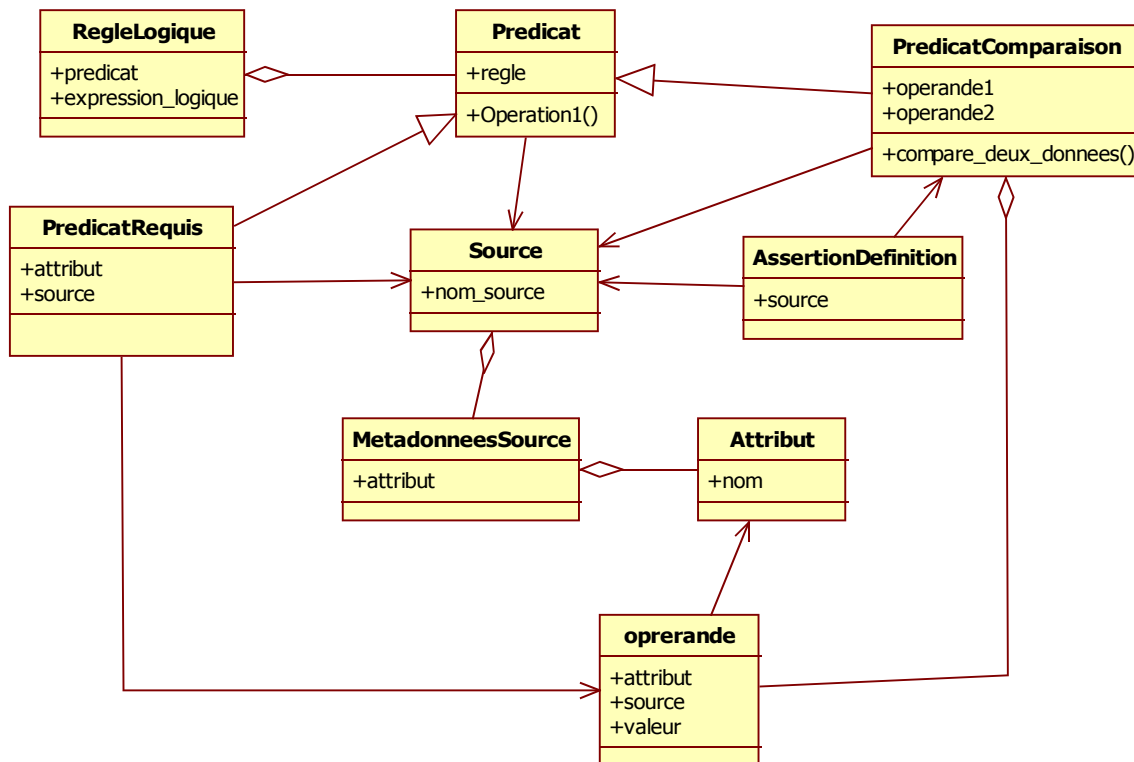 RegleLogique
+predicat
+expression_logique
Predicat
+regle
+Operation1()
PredicatComparaison
+operande1
+operande2
+compare_deux_donnees()
PredicatRequis
+attribut
+source
Source
+nom_source
AssertionDefinition
+source
MetadonneesSource
+attribut
Attribut
+nom
oprerande
+attribut
+source
+valeur